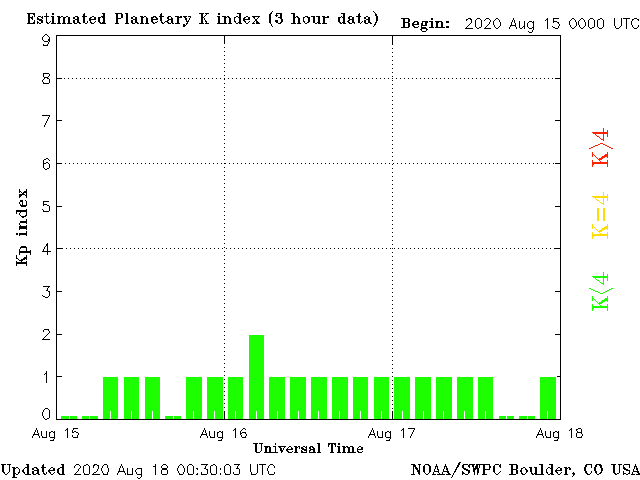 Estimated Planetary K index (3 hour data) Begin: 2020 Aug 15 0000 UTC
9
8
7
6
5
4
3
2
1
0
Kp index
K>4
K=4
K<4
Aug 15 Aug 16 Aug 17 Aug 18
Universal Time
Updated 2020 Aug 18 00:30:03 UTC NOAA/SWPC Boulder, CO USA